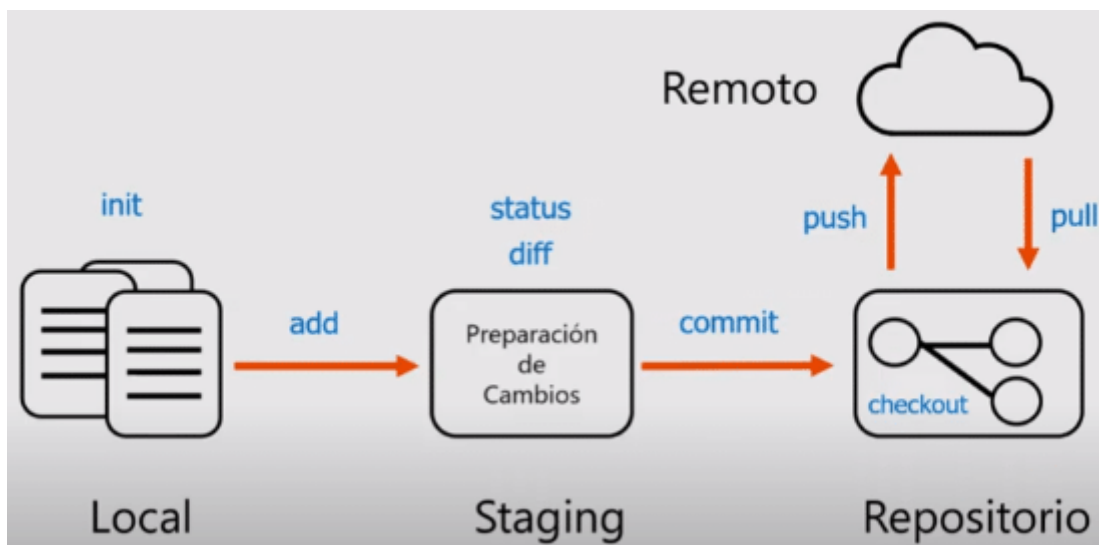 Remoto
init
status
diff
push
pull
add
Preparación
de
Cambios
commit
checkout
Local
Staging
Repositorio